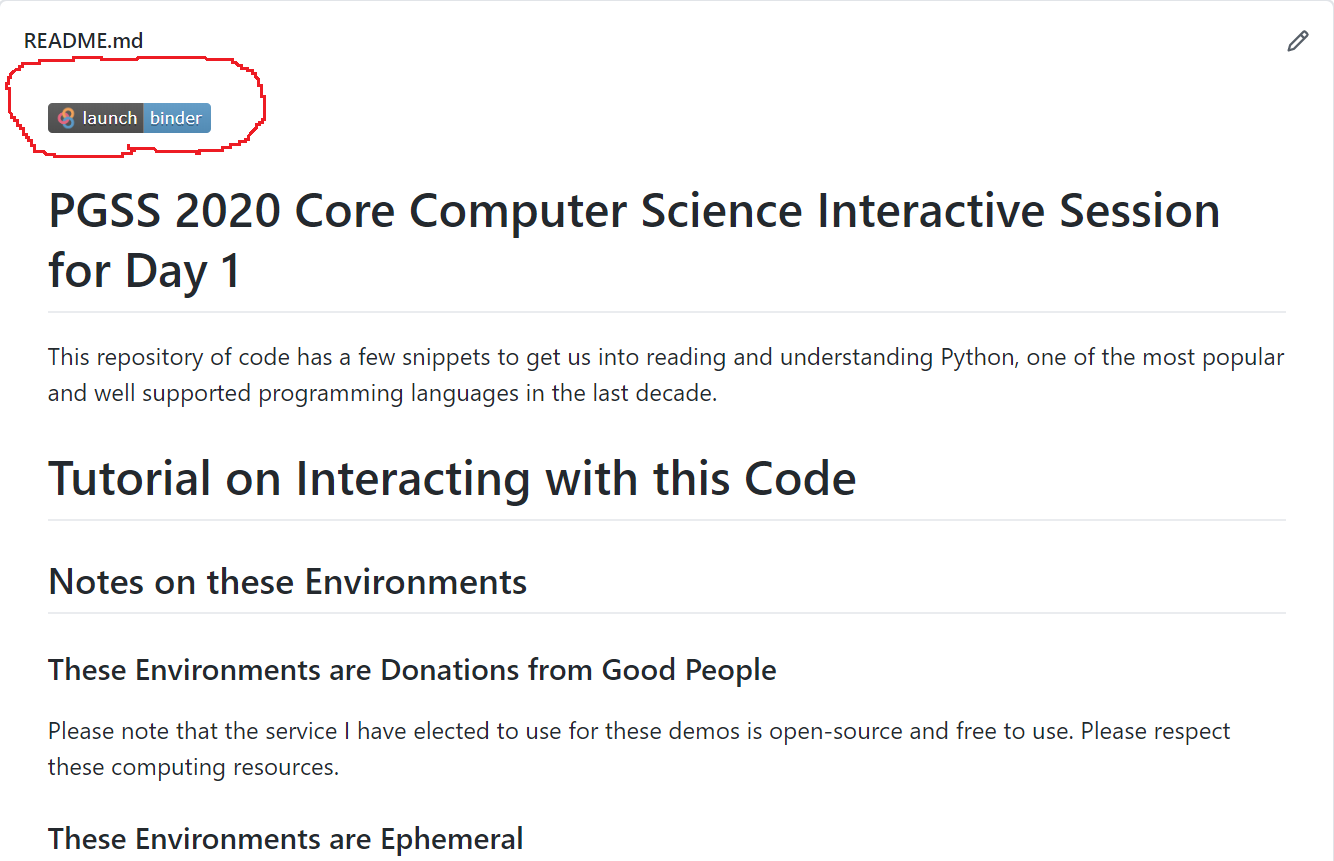 README.md
launch binder
PGSS 2020 Core Computer Science Interactive Session
for Day 1
This repository of code has a few snippets to get us into reading and understanding Python, one of the most popular
and well supported programming languages in the last decade.
Tutorial on Interacting with this Code
Notes on these Environments
These Environments are Donations from Good People
Please note that the service I have elected to use for these demos is open-source and free to use. Please respect
these computing resources.
These Environments are Ephemeral